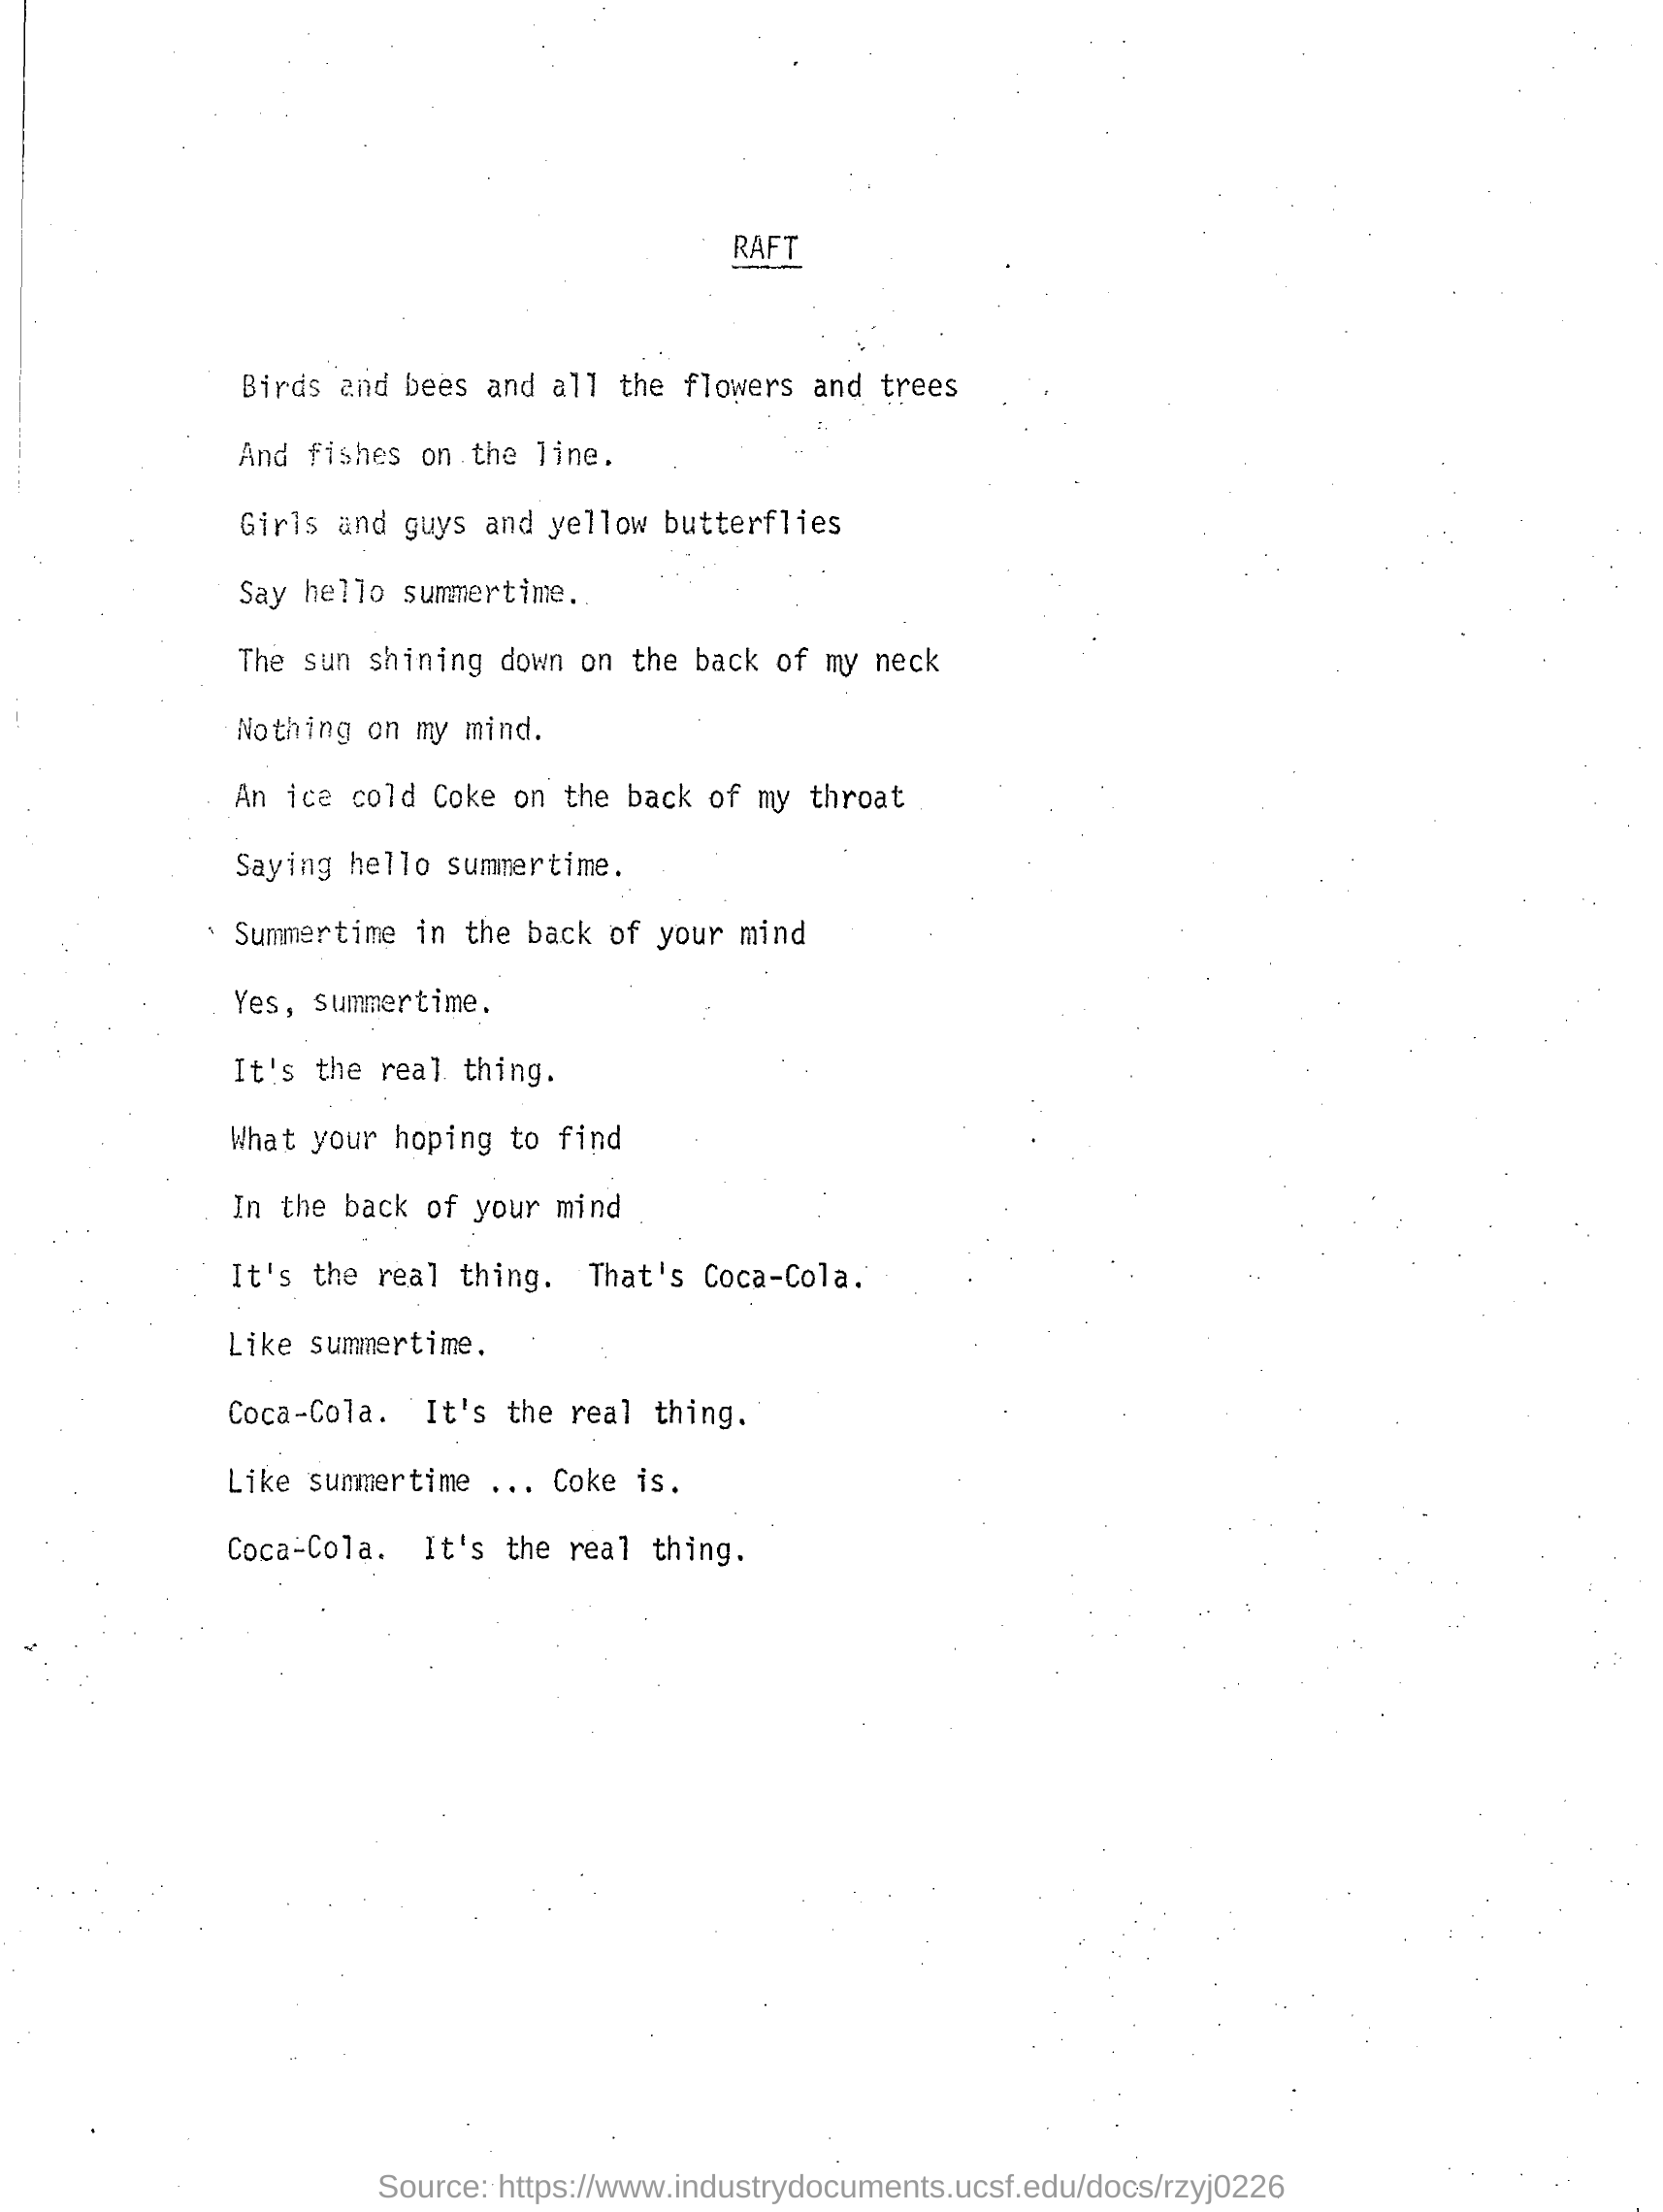 RAFT
Birds and bees and all the flowers and trees
And fishes on the line.
Girls and guys and yellow butterflies
Say hello summertime.
The sun shining down on the back of my neck
Nothing on my mind.
An ice cold Coke on the back of my throat
Saying hello summertime.
Summertime in the back of your mind
Yes, summertime.
It's the real thing.
What your hoping to find
In the back of your mind
It's the real thing. That's Coca-Cola.
Like summertime.
Coca-Cola. It's the real thing.
Like summertime ... Coke is.
Coca-Cola. It's the real thing.
Source: https://www.industrydocuments.ucsf.edu/docs/rzyj0226